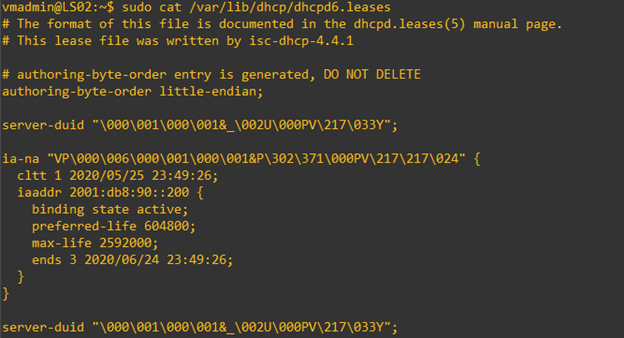 vmadmin@LS02:~$ sudo cat /var/lib/dhcp/dhcpd6.leases
# The format of this file is documented in the dhcpd.leases(5) manual page.
# This lease file was written by isc-dhcp-4.4.1
# authoring-byte-order entry is generated, DO NOT DELETE
authoring-byte-order little-endian;
server-duid "\000\001\000\001&_\002U\000PV\217\033Y";
ia-na "VP\000\006\000\001\000\001&P\302\371\000PV\217\217\024" {
cltt 1 2020/05/25 23:49:26;
iaaddr 2001:db8:90::200 {
binding state active;
preferred-life 604800;
max-life 2592000;
ends 3 2020/06/24 23:49:26;
}
}
server-duid "\000\001\000\001&_\002U\000PV\217\033Y";